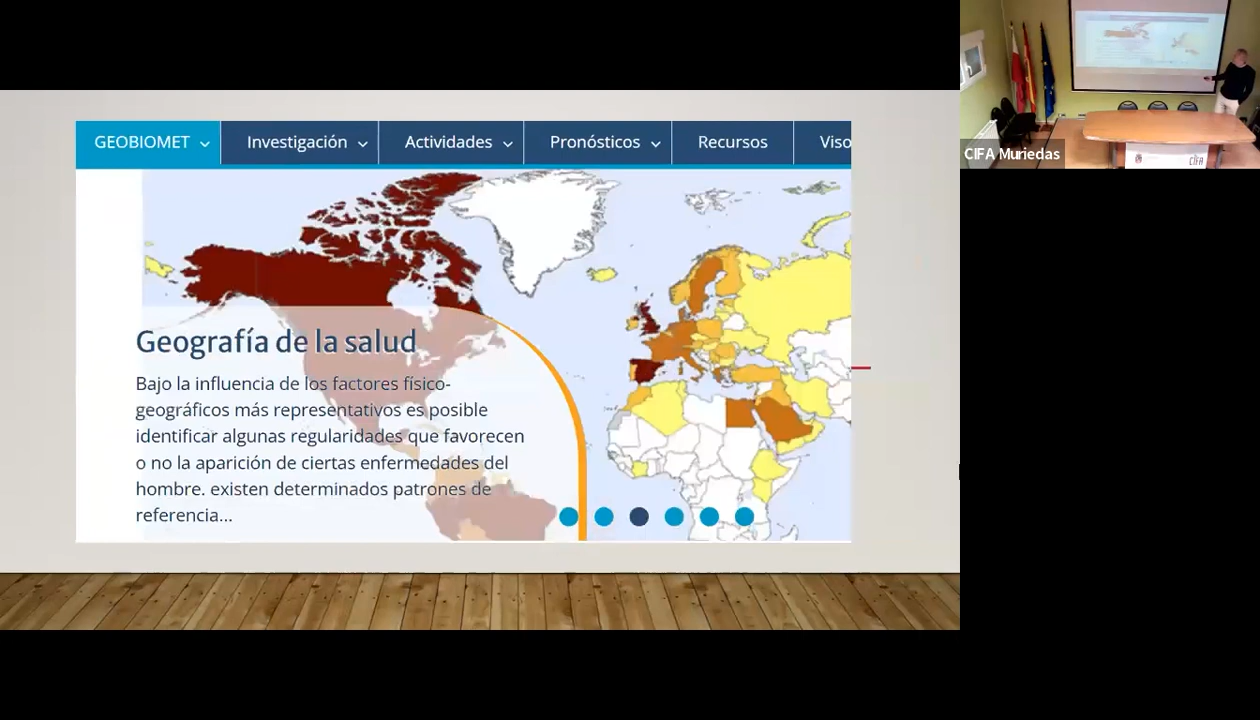 GEOBIOMET
Investigación
Actividades
Pronósticos
Recursos
Viso
Geografía de la salud
Bajo la influencia de los factores físico-
geográficos más representativos es posible
identificar algunas regularidades que favorecen
o no la aparición de ciertas enfermedades del
hombre. existen determinados patrones de
referencia...
CIFA Muriedas
CIFA